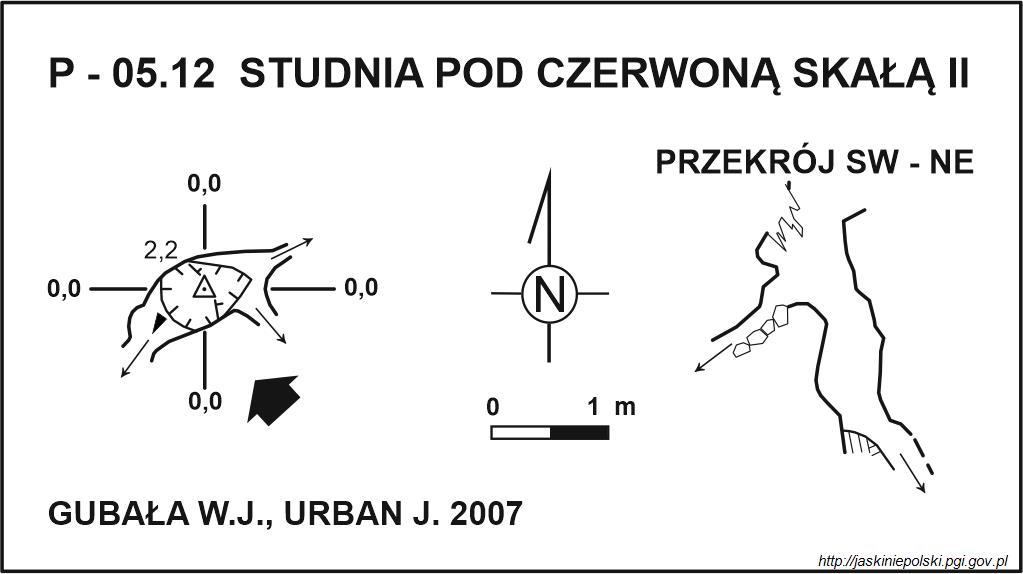 P - 05.12 STUDNIA POD CZERWONĄ SKAŁĄ II
PRZEKRÓJ SW - NE
0,0
2,2
0,0
0,0
0,0
N
0 1 m
GUBAŁA W.J., URBAN J. 2007
http://jaskiniepolski.pgi.gov.pl